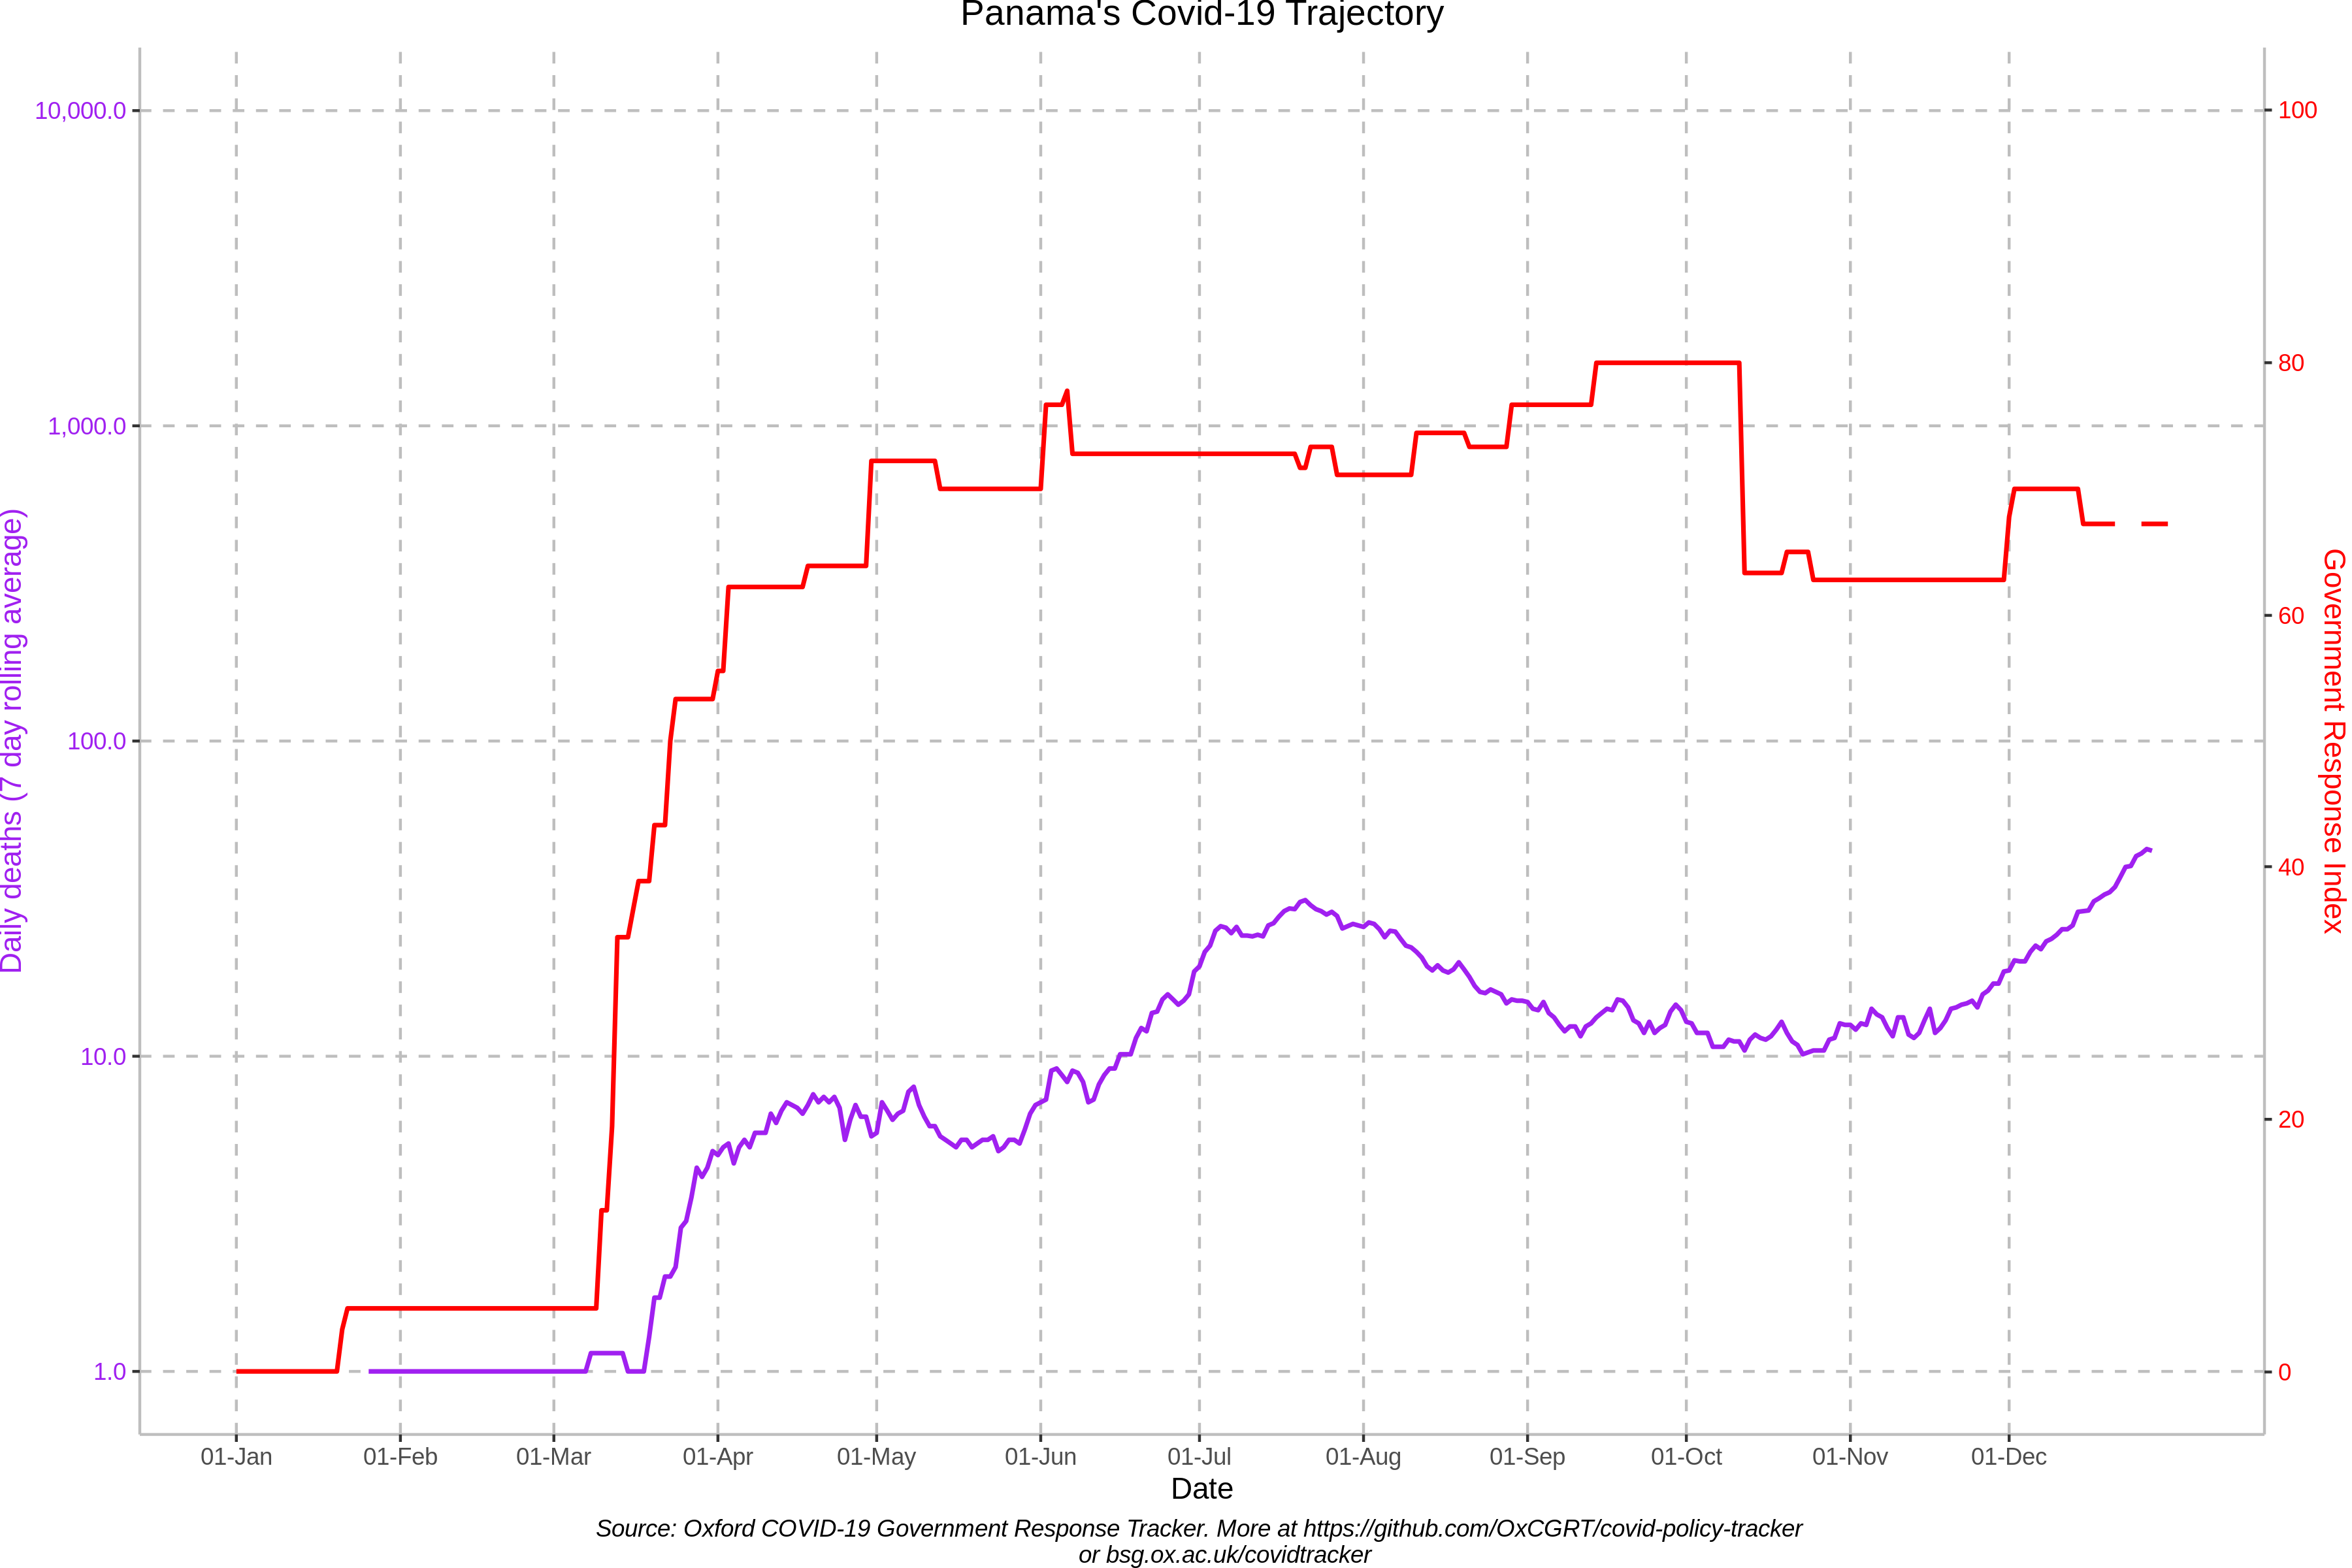 Panama's Covid-19 Trajectory
10,000.0
1,000.0
100.0
10.0
1.0
Daily deaths (7 day rolling average)
100
80
60
40
20
0
Government Response Index
01-Jan 01-Feb 01-Mar 01-Apr 01-May 01-Jun 01-Jul 01-Aug 01-Sep 01-Oct 01-Nov 01-Dec
Date
Source: Oxford COVID-19 Government Response Tracker. More at https://github.com/OxCGRT/covid-policy-tracker
or bsg.ox.ac.uk/covidtracker